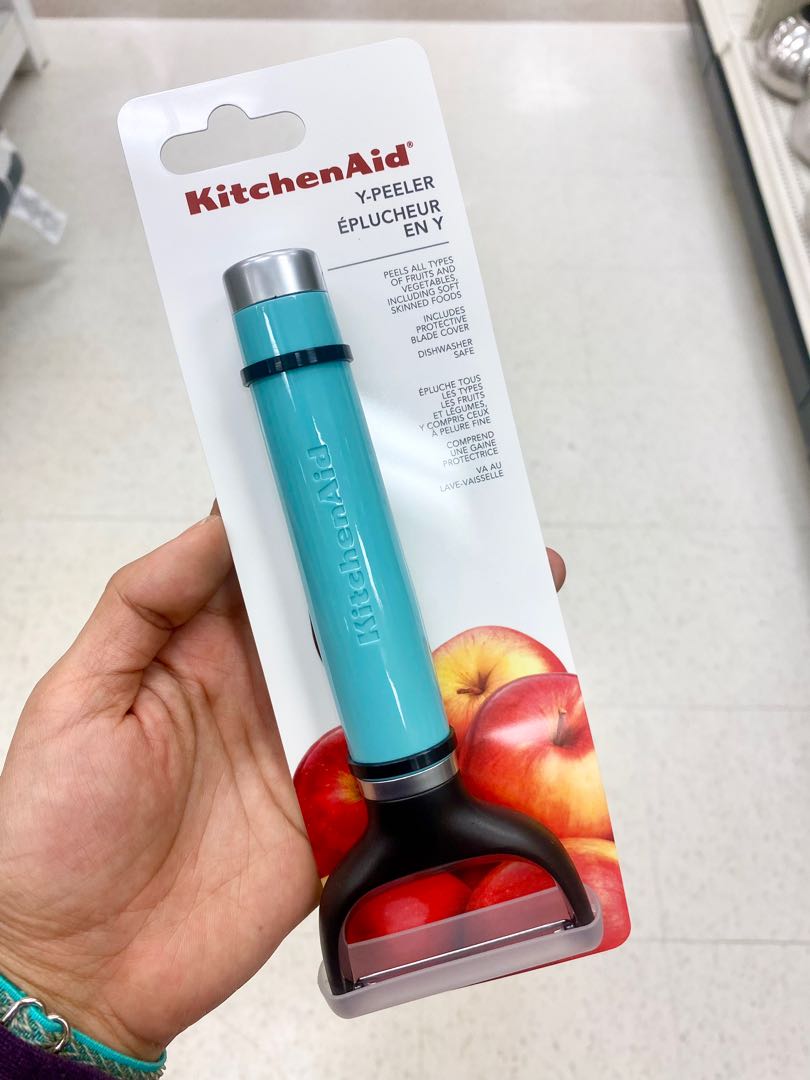 KitchenAid®
Y-PEELER
ÉPLUCHEUR
EN Y
PEELS ALL TYPES
OF FRUITS AND
VEGETABLES,
INCLUDING SOFT
SKINNED FOODS
INCLUDES
PROTECTIVE
BLADE COVER
DISHWASHER
SAFE
ÉPLUCHE TOUS
LES TYPES
LES FRUITS
ET LÉGUMES,
Y COMPRIS CEUX
À PELURE FINE
COMPREND
UNE GAINE
PROTECTRICE
VA AU
LAVE-VAISSELLE
KitchenAid